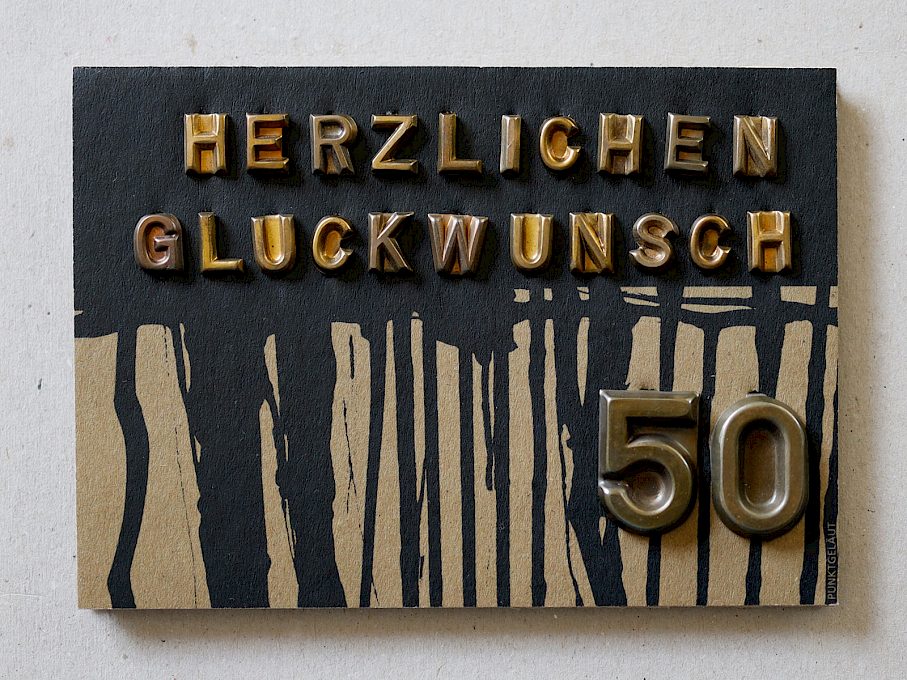 HERZLICHEN
GLUCKWUNSCH
50
PUNKTGELÄUT